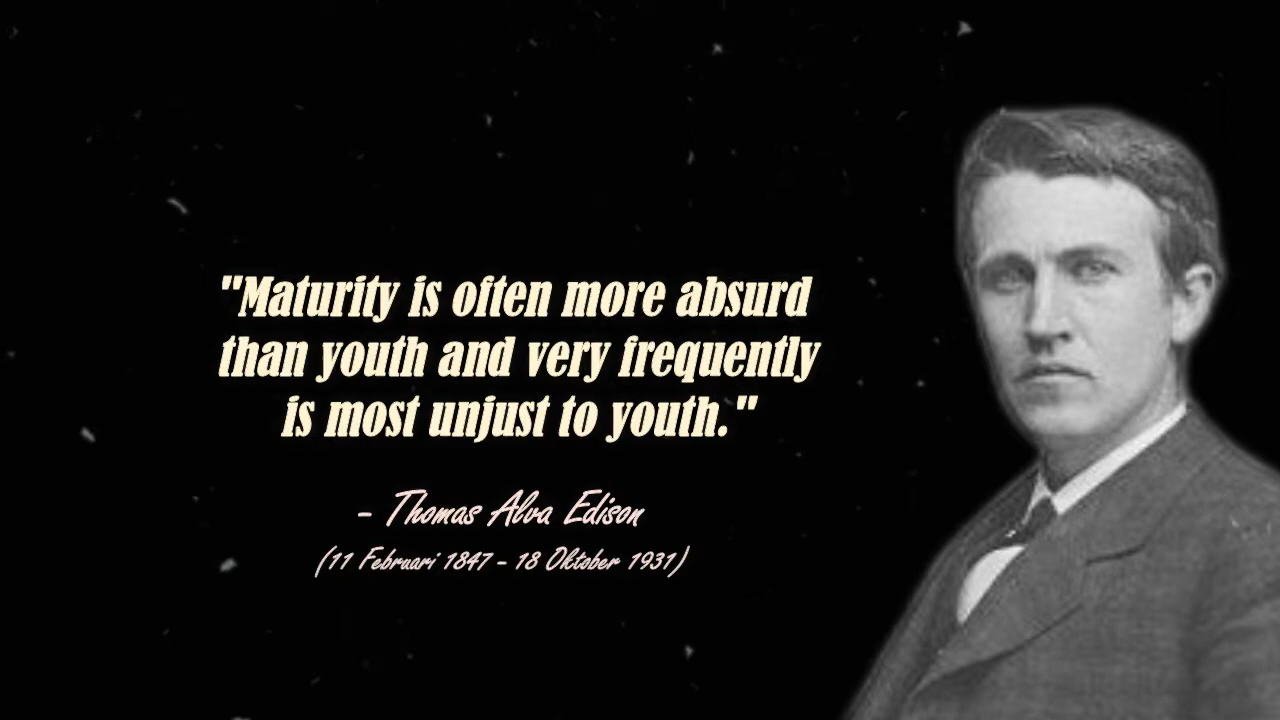 "Maturity is often more absurd
than youth and very frequently
is most unjust to youth."
- Thomas Alva Edison
(11 Februari 1847 - 18 Oktober 1931)